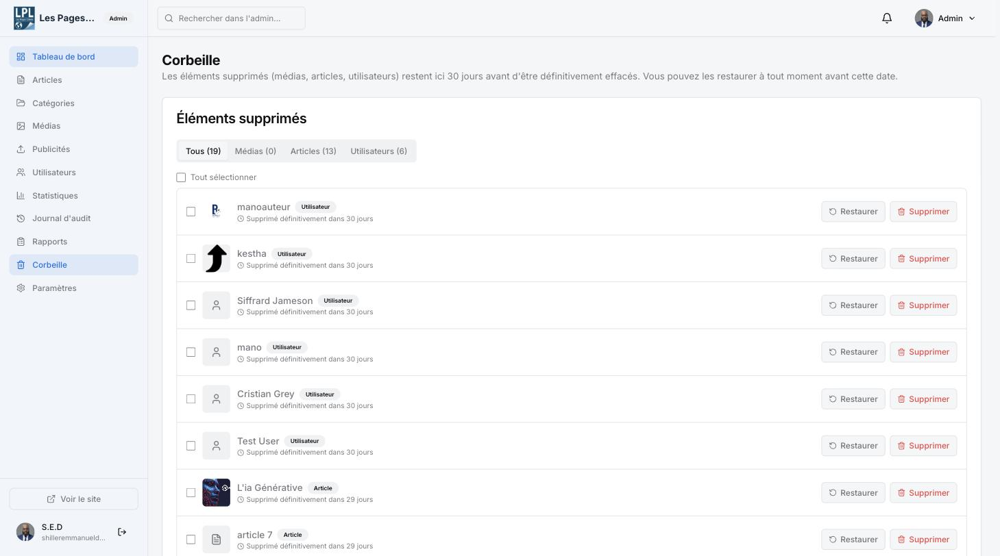 LPL
Les Pages...
Admin
Rechercher dans l'admin...
Admin
Tableau de bord
Articles
Catégories
Médias
Publicités
Utilisateurs
Statistiques
Journal d'audit
Rapports
Corbeille
Paramètres
Voir le site
S.E.D
shilleremmanueld...
Corbeille
Les éléments supprimés (médias, articles, utilisateurs) restent ici 30 jours avant d'être définitivement effacés. Vous pouvez les restaurer à tout moment avant cette date.
Éléments supprimés
Tous (19) Médias (0) Articles (13) Utilisateurs (6)
Tout sélectionner
manoauteur Utilisateur
Supprimé définitivement dans 30 jours
Restaurer Supprimer
kestha Utilisateur
Supprimé définitivement dans 30 jours
Restaurer Supprimer
Siffrard Jameson Utilisateur
Supprimé définitivement dans 30 jours
Restaurer Supprimer
mano Utilisateur
Supprimé définitivement dans 30 jours
Restaurer Supprimer
Cristian Grey Utilisateur
Supprimé définitivement dans 30 jours
Restaurer Supprimer
Test User Utilisateur
Supprimé définitivement dans 30 jours
Restaurer Supprimer
L'ia Générative Article
Supprimé définitivement dans 29 jours
Restaurer Supprimer
article 7 Article
Supprimé définitivement dans 29 jours
Restaurer Supprimer